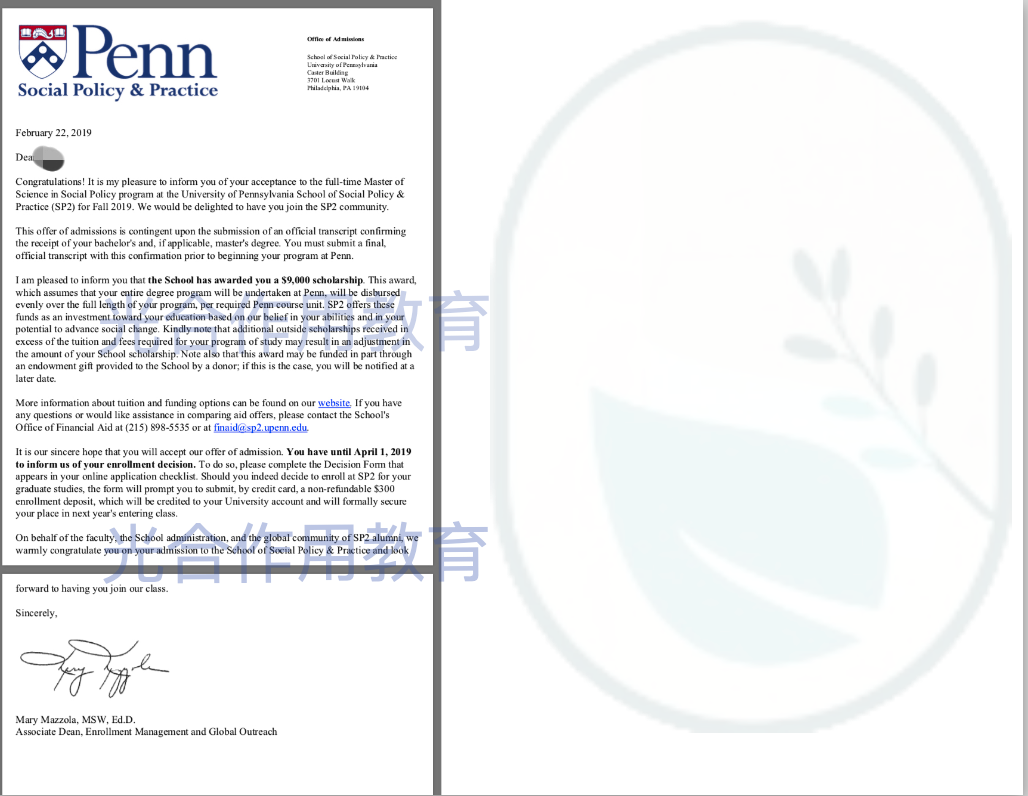 Penn
Social Policy & Practice
Office of Admissions
School of Social Policy & Practice
University of Pennsylvania
Caster Building
3701 Locust Walk
Philadelphia, PA 19104
February 22, 2019
Dea
Congratulations! It is my pleasure to inform you of your acceptance to the full-time Master of
Science in Social Policy program at the University of Pennsylvania School of Social Policy &
Practice (SP2) for Fall 2019. We would be delighted to have you join the SP2 community.
This offer of admissions is contingent upon the submission of an official transcript confirming
the receipt of your bachelor's and, if applicable, master's degree. You must submit a final,
official transcript with this confirmation prior to beginning your program at Penn.
I am pleased to inform you that the School has awarded you a $9,000 scholarship. This award,
which assumes that your entire degree program will be undertaken at Penn, will be disbursed
evenly over the full length of your program, per required Penn course unit. SP2 offers these
funds as an investment toward your education based on our belief in your abilities and in your
potential to advance social change. Kindly note that additional outside scholarships received in
excess of the tuition and fees required for your program of study may result in an adjustment in
the amount of your School scholarship. Note also that this award may be funded in part through
an endowment gift provided to the School by a donor; if this is the case, you will be notified at a
later date.
光合作用教育
More information about tuition and funding options can be found on our website. If you have
any questions or would like assistance in comparing aid offers, please contact the School's
Office of Financial Aid at (215) 898-5535 or at finaid@sp2.upenn.edu.
It is our sincere hope that you will accept our offer of admission. You have until April 1, 2019
to inform us of your enrollment decision. To do so, please complete the Decision Form that
appears in your online application checklist. Should you indeed decide to enroll at SP2 for your
graduate studies, the form will prompt you to submit, by credit card, a non-refundable $300
enrollment deposit, which will be credited to your University account and will formally secure
your place in next year's entering class.
On behalf of the faculty, the School administration, and the global community of SP2 alumni, we
warmly congratulate you on your admission to the School of Social Policy & Practice and look
光合作用教育
forward to having you join our class.
Sincerely,
Mary Mazzola, MSW, Ed.D.
Associate Dean, Enrollment Management and Global Outreach